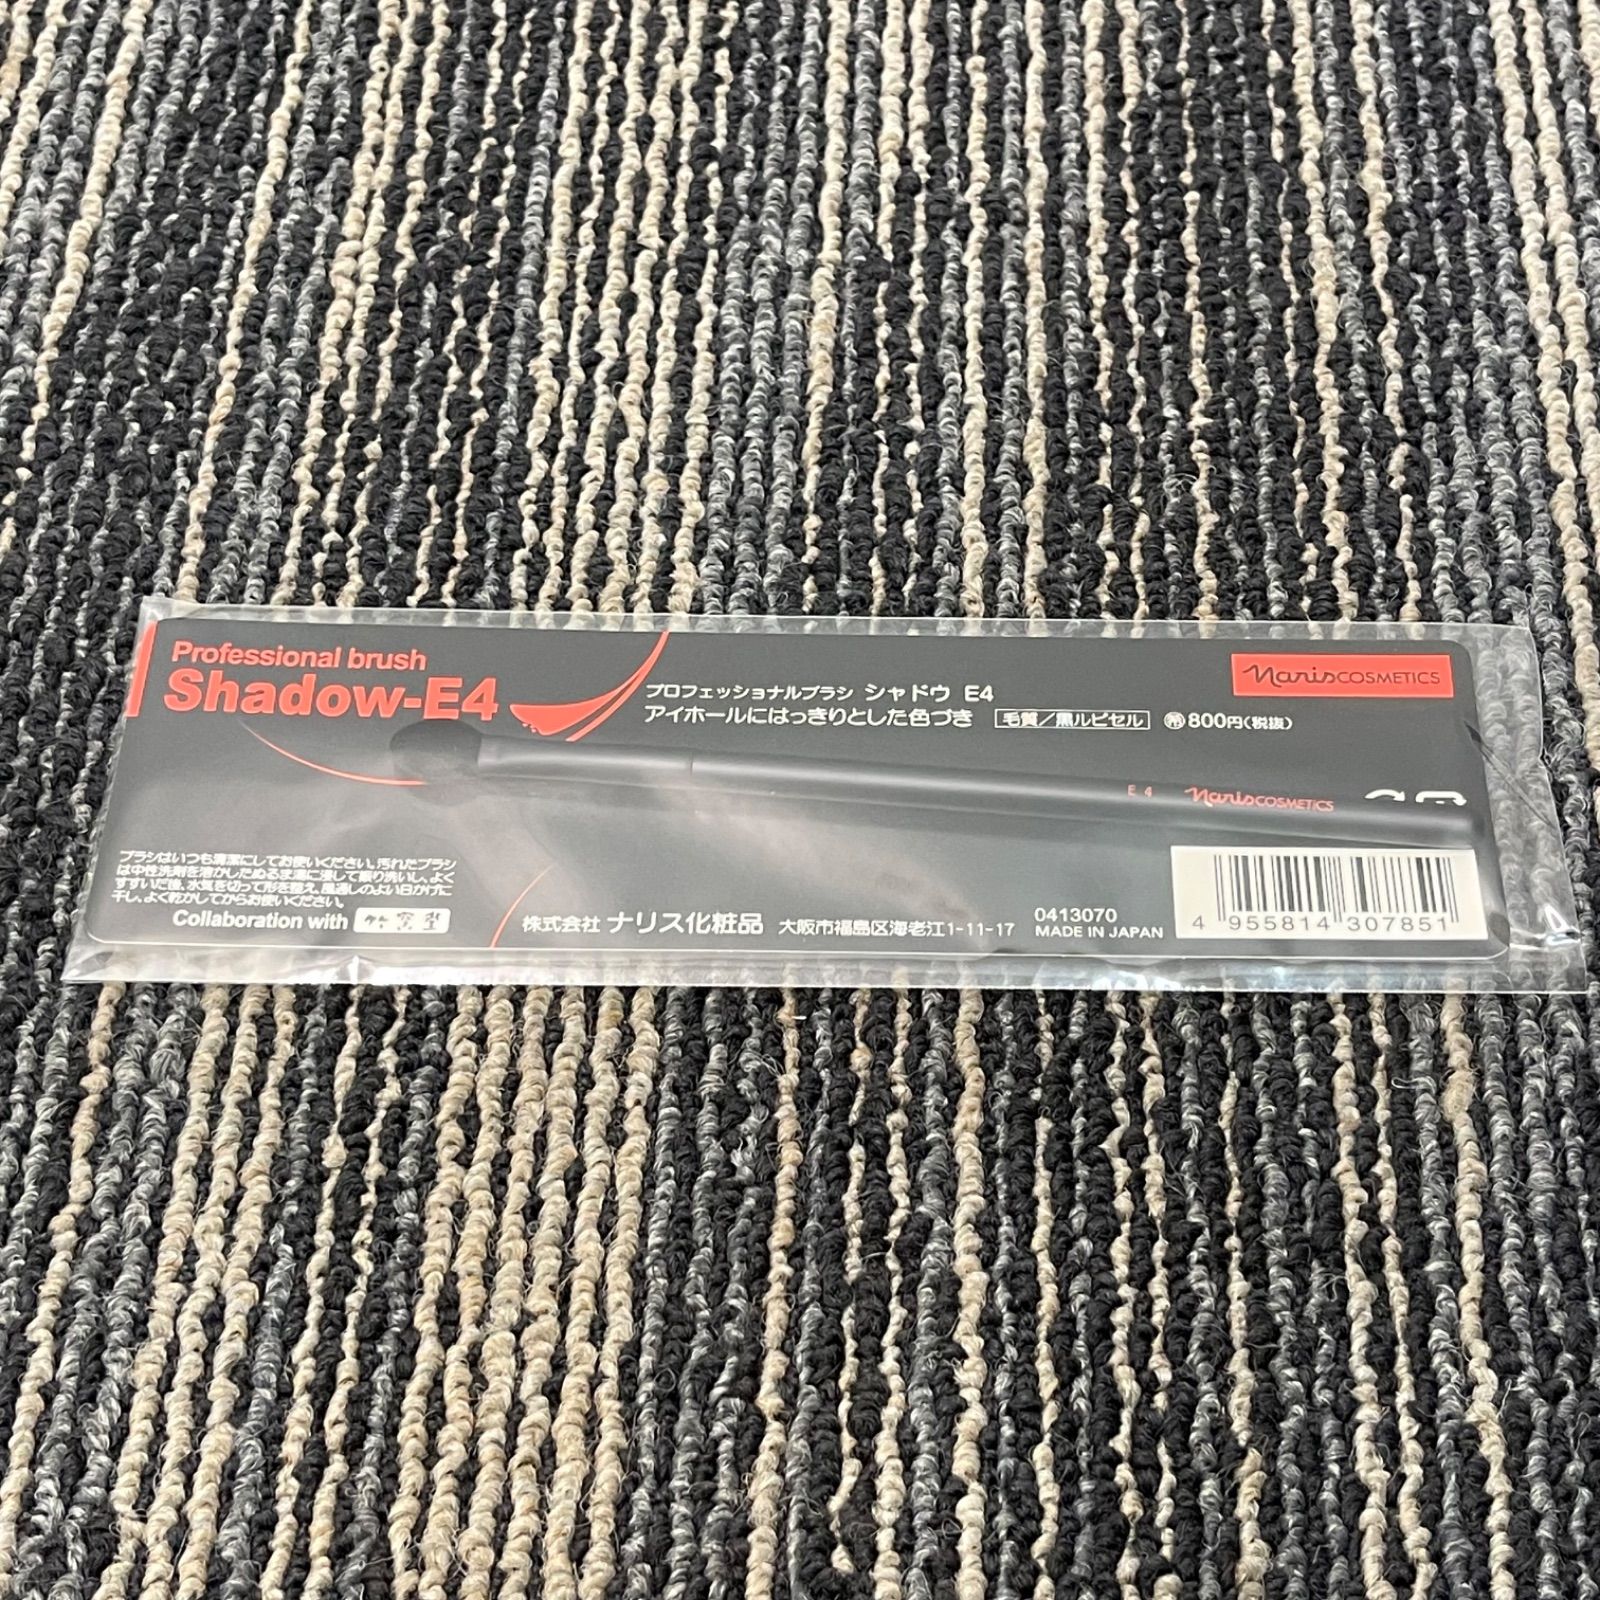 Professional brush
Shadow-E4
プロフェッショナルブラシ シャドウ E4
アイホールにはっきりとした色づき 毛質/黒ルビセル 希800円(税抜)
Naris COSMETICS
E 4 Naris COSMETICS
ブラシはいつも清潔にしてお使いください。汚れたブラシ
は中性洗剤を溶かしたぬるま湯に浸して振り洗いし、よく
すすいだ後、水気を切って形を整え、風通しのよい日かげに
干し、よく乾かしてからお使いください。
Collaboration with 竹宝堂
株式会社 ナリス化粧品 大阪市福島区海老江1-11-17
0413070
MADE IN JAPAN
4 955814 307851